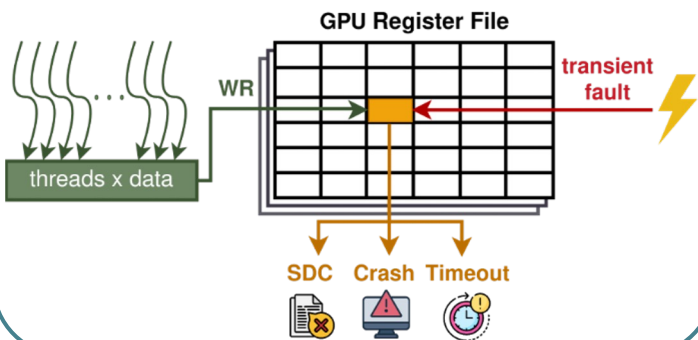 GPU Register File
WR
transient
fault
threads x data
SDC Crash Timeout